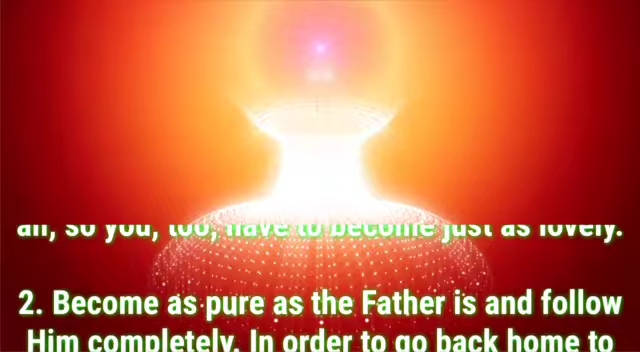 all, so you, too, have to become just as lovely.
2. Become as pure as the Father is and follow
Him completely. In order to go back home to